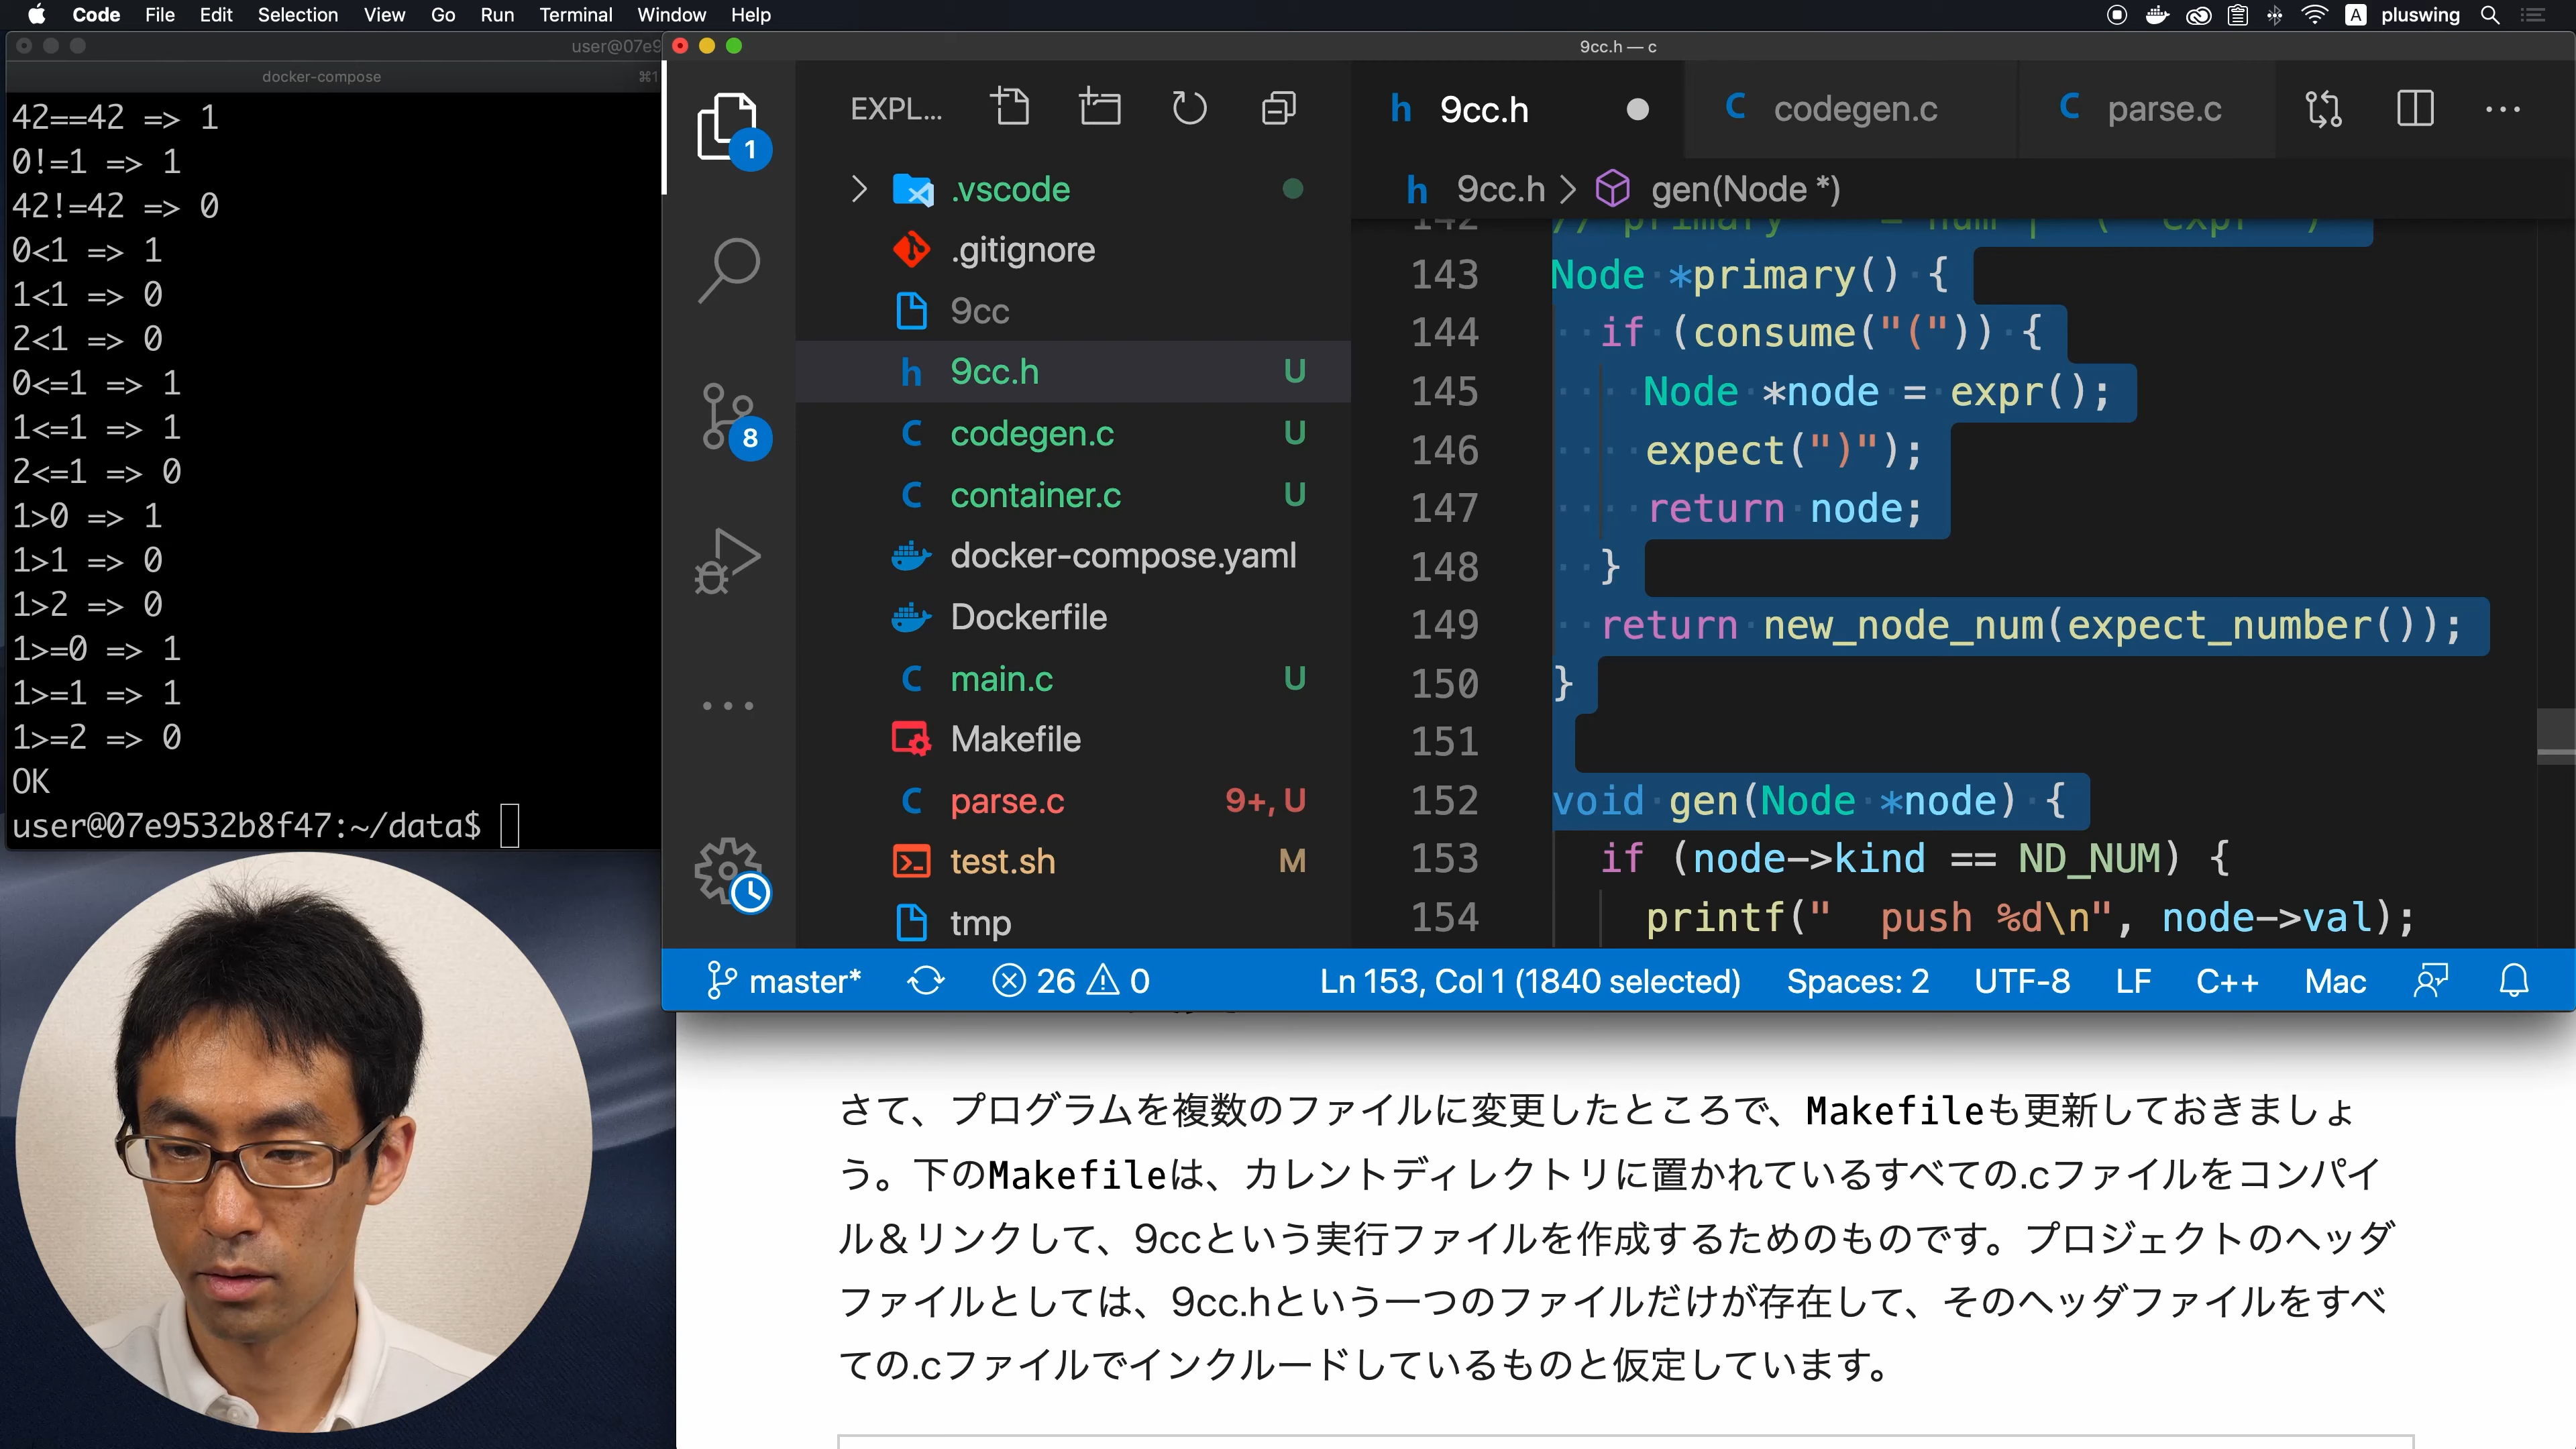 Code File Edit Selection View Go Run Terminal Window Help
A pluswing
user@07e9
docker-compose
⌘1
42==42 => 1
0!=1 => 1
42!=42 => 0
0<1 => 1
1<1 => 0
2<1 => 0
0<=1 => 1
1<=1 => 1
2<=1 => 0
1>0 => 1
1>1 => 0
1>2 => 0
1>=0 => 1
1>=1 => 1
1>=2 => 0
OK
user@07e9532b8f47:~/data$
9cc.h — c
1
8
EXPL...
.vscode
.gitignore
9cc
h 9cc.h U
C codegen.c U
C container.c U
docker-compose.yaml
Dockerfile
C main.c U
Makefile
C parse.c 9+, U
test.sh M
tmp
h 9cc.h
C codegen.c
C parse.c
h 9cc.h > gen(Node *)
142 // primary = num | "(" expr ")"
143 Node *primary() {
144 if (consume("(")) {
145 Node *node = expr();
146 expect(")");
147 return node;
148 }
149 return new_node_num(expect_number());
150 }
151
152 void gen(Node *node) {
153 if (node->kind == ND_NUM) {
154 printf("  push %d\n", node->val);
master* 26 0 Ln 153, Col 1 (1840 selected) Spaces: 2 UTF-8 LF C++ Mac
さて、プログラムを複数のファイルに変更したところで、Makefileも更新しておきましょ
う。下のMakefileは、カレントディレクトリに置かれているすべての.cファイルをコンパイ
ル＆リンクして、9ccという実行ファイルを作成するためのものです。プロジェクトのヘッダ
ファイルとしては、9cc.hという一つのファイルだけが存在して、そのヘッダファイルをすべ
ての.cファイルでインクルードしているものと仮定しています。